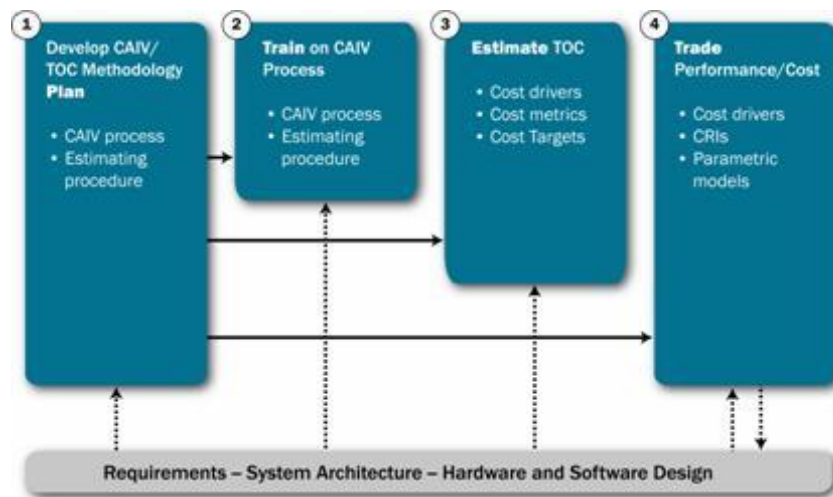 1
Develop CAIV/
TOC Methodology
Plan
• CAIV process
• Estimating
procedure
2
Train on CAIV
Process
• CAIV process
• Estimating
procedure
3
Estimate TOC
• Cost drivers
• Cost metrics
• Cost Targets
4
Trade
Performance/Cost
• Cost drivers
• CRIs
• Parametric
models
Requirements – System Architecture – Hardware and Software Design